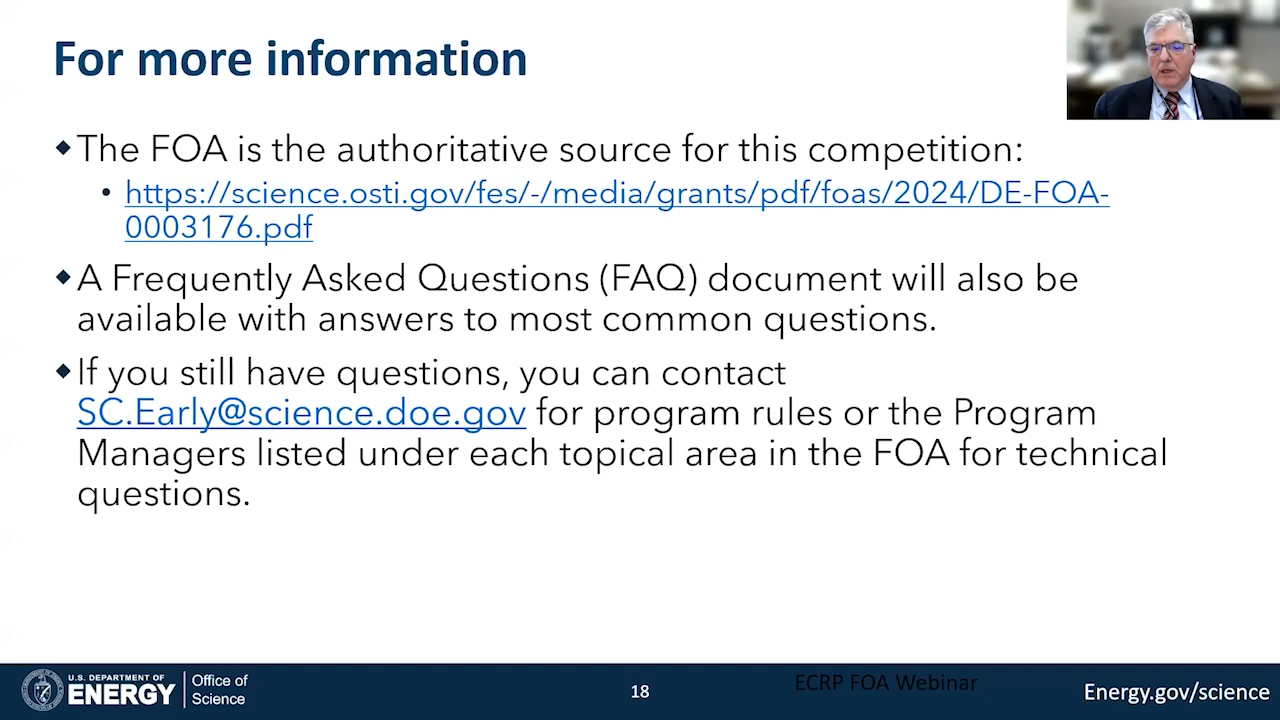 For more information
The FOA is the authoritative source for this competition:
https://science.osti.gov/fes/-/media/grants/pdf/foas/2024/DE-FOA-
0003176.pdf
A Frequently Asked Questions (FAQ) document will also be
available with answers to most common questions.
If you still have questions, you can contact
SC.Early@science.doe.gov for program rules or the Program
Managers listed under each topical area in the FOA for technical
questions.
U.S. DEPARTMENT OF
ENERGY
Office of
Science
18
ECRP FOA Webinar
Energy.gov/science